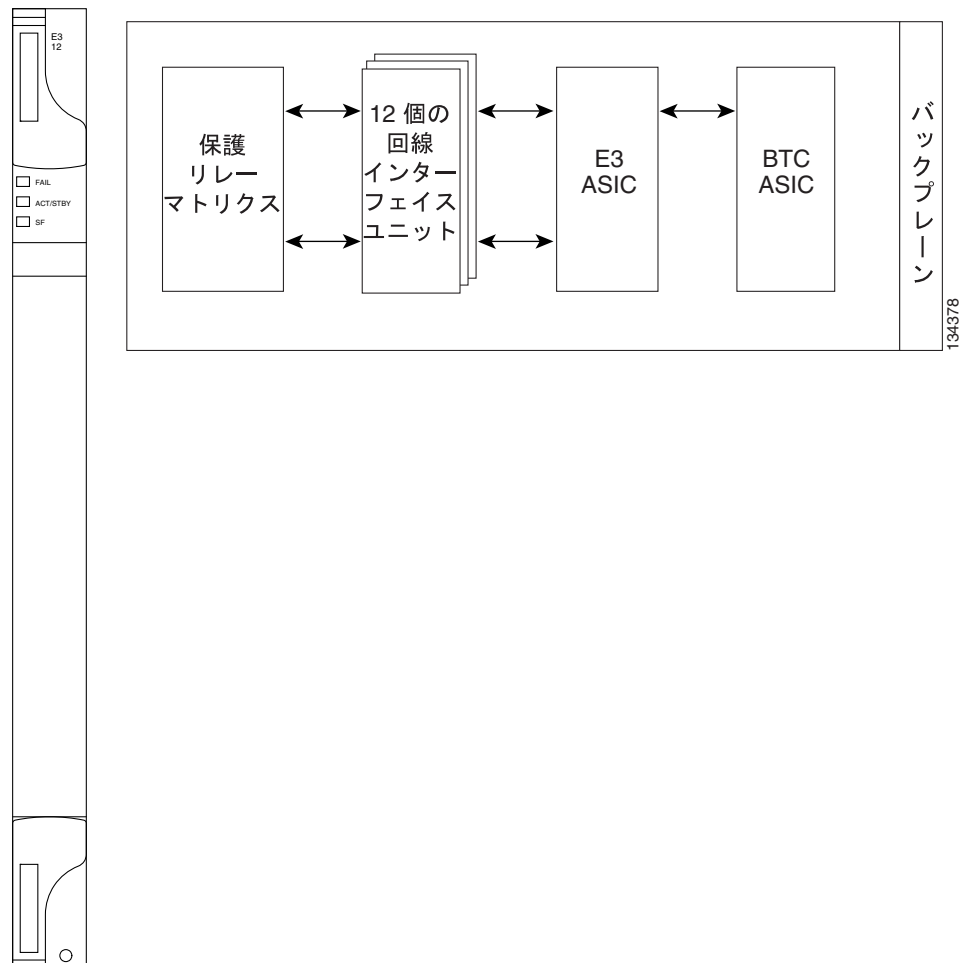 E3
12
FAIL
ACT/STBY
SF
保護
リレー
マトリクス
12 個の
回線
インター
フェイス
ユニット
E3
ASIC
BTC
ASIC
バックプレーン
134378